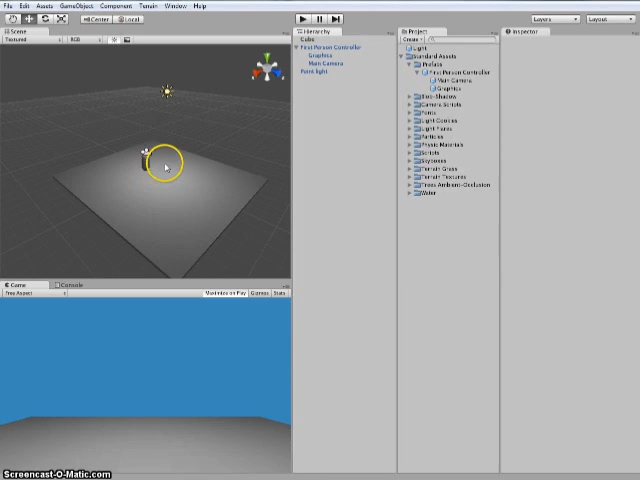 File Edit Assets GameObject Component Terrain Window Help
Center Local Layers Layout
Scene Hierarchy Project Inspector
Textured RGB Create
Cube
First Person Controller
Graphics
Main Camera
Point light
Light
Standard Assets
Prefabs
First Person Controller
Main Camera
Graphics
Blob-Shadow
Camera Scripts
Fonts
Light Cookies
Light Flares
Particles
Physic Materials
Scripts
Skyboxes
Terrain Grass
Terrain Textures
Trees Ambient-Occlusion
Water
Game Console
Free Aspect Maximize on Play Gizmos Stats
Screencast-O-Matic.com